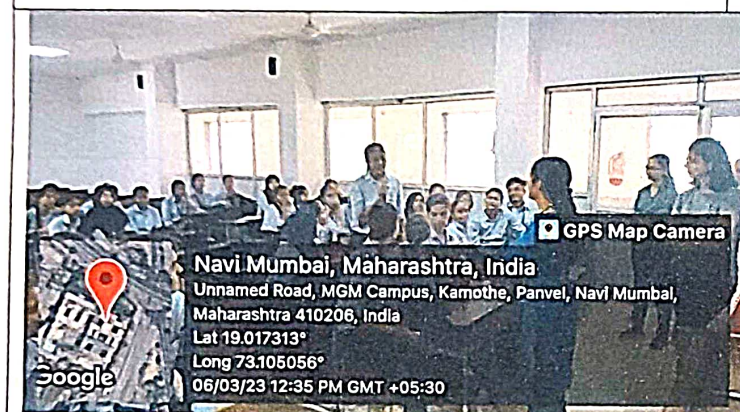 GPS Map Camera
Navi Mumbai, Maharashtra, India
Unnamed Road, MGM Campus, Kamothe, Panvel, Navi Mumbai,
Maharashtra 410206, India
Lat 19.017313°
Long 73.105056°
06/03/23 12:35 PM GMT +05:30
Google